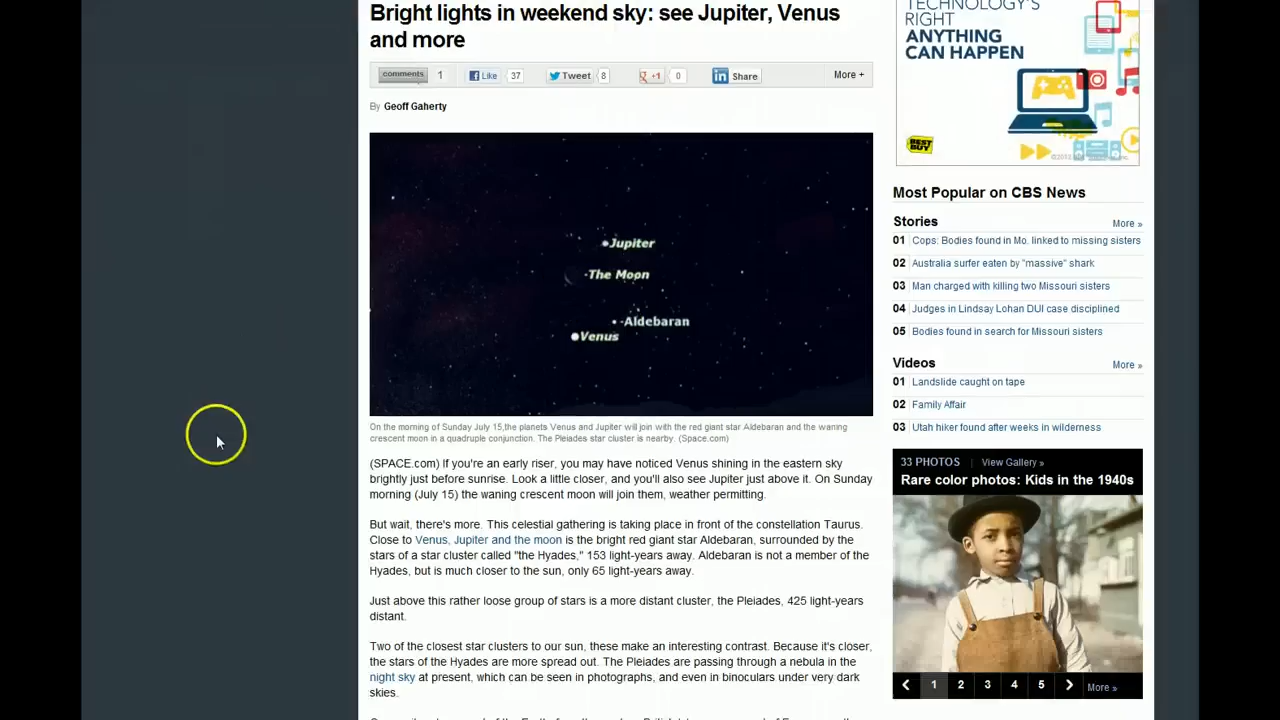 Bright lights in weekend sky: see Jupiter, Venus
and more
comments 1 Like 37 Tweet 8 +1 0 in Share More +
By Geoff Gaherty
Jupiter
The Moon
Aldebaran
Venus
On the morning of Sunday July 15,the planets Venus and Jupiter will join with the red giant star Aldebaran and the waning
crescent moon in a quadruple conjunction. The Pleiades star cluster is nearby. (Space.com)
(SPACE.com) If you're an early riser, you may have noticed Venus shining in the eastern sky
brightly just before sunrise. Look a little closer, and you'll also see Jupiter just above it. On Sunday
morning (July 15) the waning crescent moon will join them, weather permitting.
But wait, there's more. This celestial gathering is taking place in front of the constellation Taurus.
Close to Venus, Jupiter and the moon is the bright red giant star Aldebaran, surrounded by the
stars of a star cluster called "the Hyades," 153 light-years away. Aldebaran is not a member of the
Hyades, but is much closer to the sun, only 65 light-years away.
Just above this rather loose group of stars is a more distant cluster, the Pleiades, 425 light-years
distant.
Two of the closest star clusters to our sun, these make an interesting contrast. Because it's closer,
the stars of the Hyades are more spread out. The Pleiades are passing through a nebula in the
night sky at present, which can be seen in photographs, and even in binoculars under very dark
skies.
TECHNOLOGY'S
RIGHT
ANYTHING
CAN HAPPEN
BEST BUY
Most Popular on CBS News
Stories More »
01 Cops: Bodies found in Mo. linked to missing sisters
02 Australia surfer eaten by "massive" shark
03 Man charged with killing two Missouri sisters
04 Judges in Lindsay Lohan DUI case disciplined
05 Bodies found in search for Missouri sisters
Videos More »
01 Landslide caught on tape
02 Family Affair
03 Utah hiker found after weeks in wilderness
33 PHOTOS View Gallery »
Rare color photos: Kids in the 1940s
1 2 3 4 5 More »